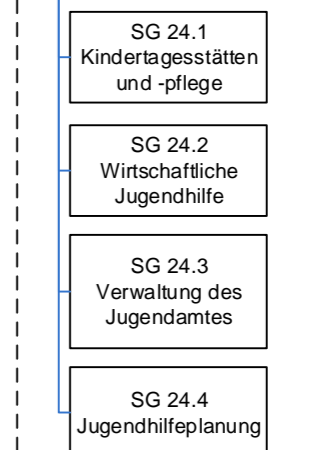 SG 24.1
Kindertagesstätten
und -pflege
SG 24.2
Wirtschaftliche
Jugendhilfe
SG 24.3
Verwaltung des
Jugendamtes
SG 24.4
Jugendhilfeplanung